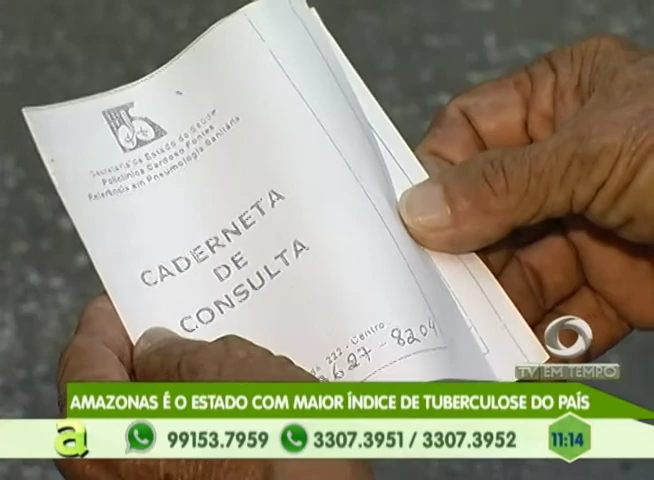 Secretaria de Estado da Saúde
Policlínica Cardoso Fontes
Referência em Pneumologia Sanitária
CADERNETA
DE
CONSULTA
222 - Centro
627-8204
TV EM TEMPO
AMAZONAS É O ESTADO COM MAIOR ÍNDICE DE TUBERCULOSE DO PAÍS
a 99153.7959 3307.3951 / 3307.3952 11:14